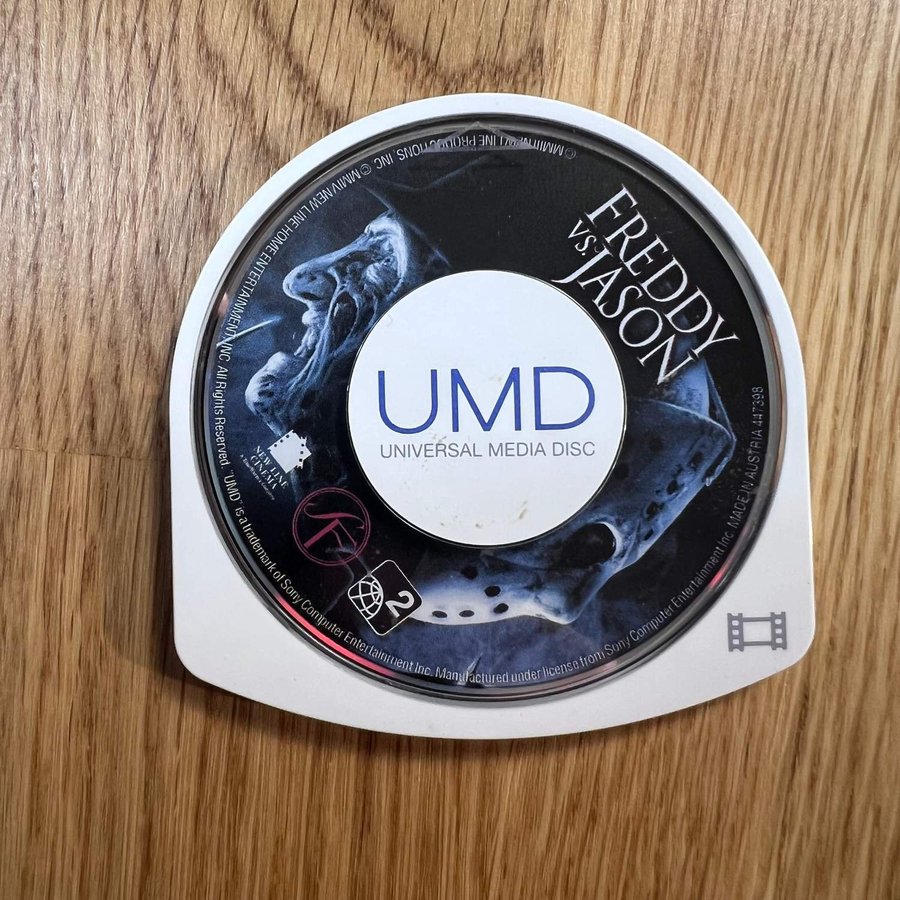 FREDDY
VS.
JASON
UMD
UNIVERSAL MEDIA DISC
NEW LINE
CINEMA
2
© MMIII NEW LINE PRODUCTIONS, INC. © MMIV NEW LINE HOME ENTERTAINMENT, INC. All Rights Reserved. "UMD" is a trademark of Sony Computer Entertainment Inc. Manufactured under license from Sony Computer Entertainment Inc. MADE IN AUSTRIA 447398